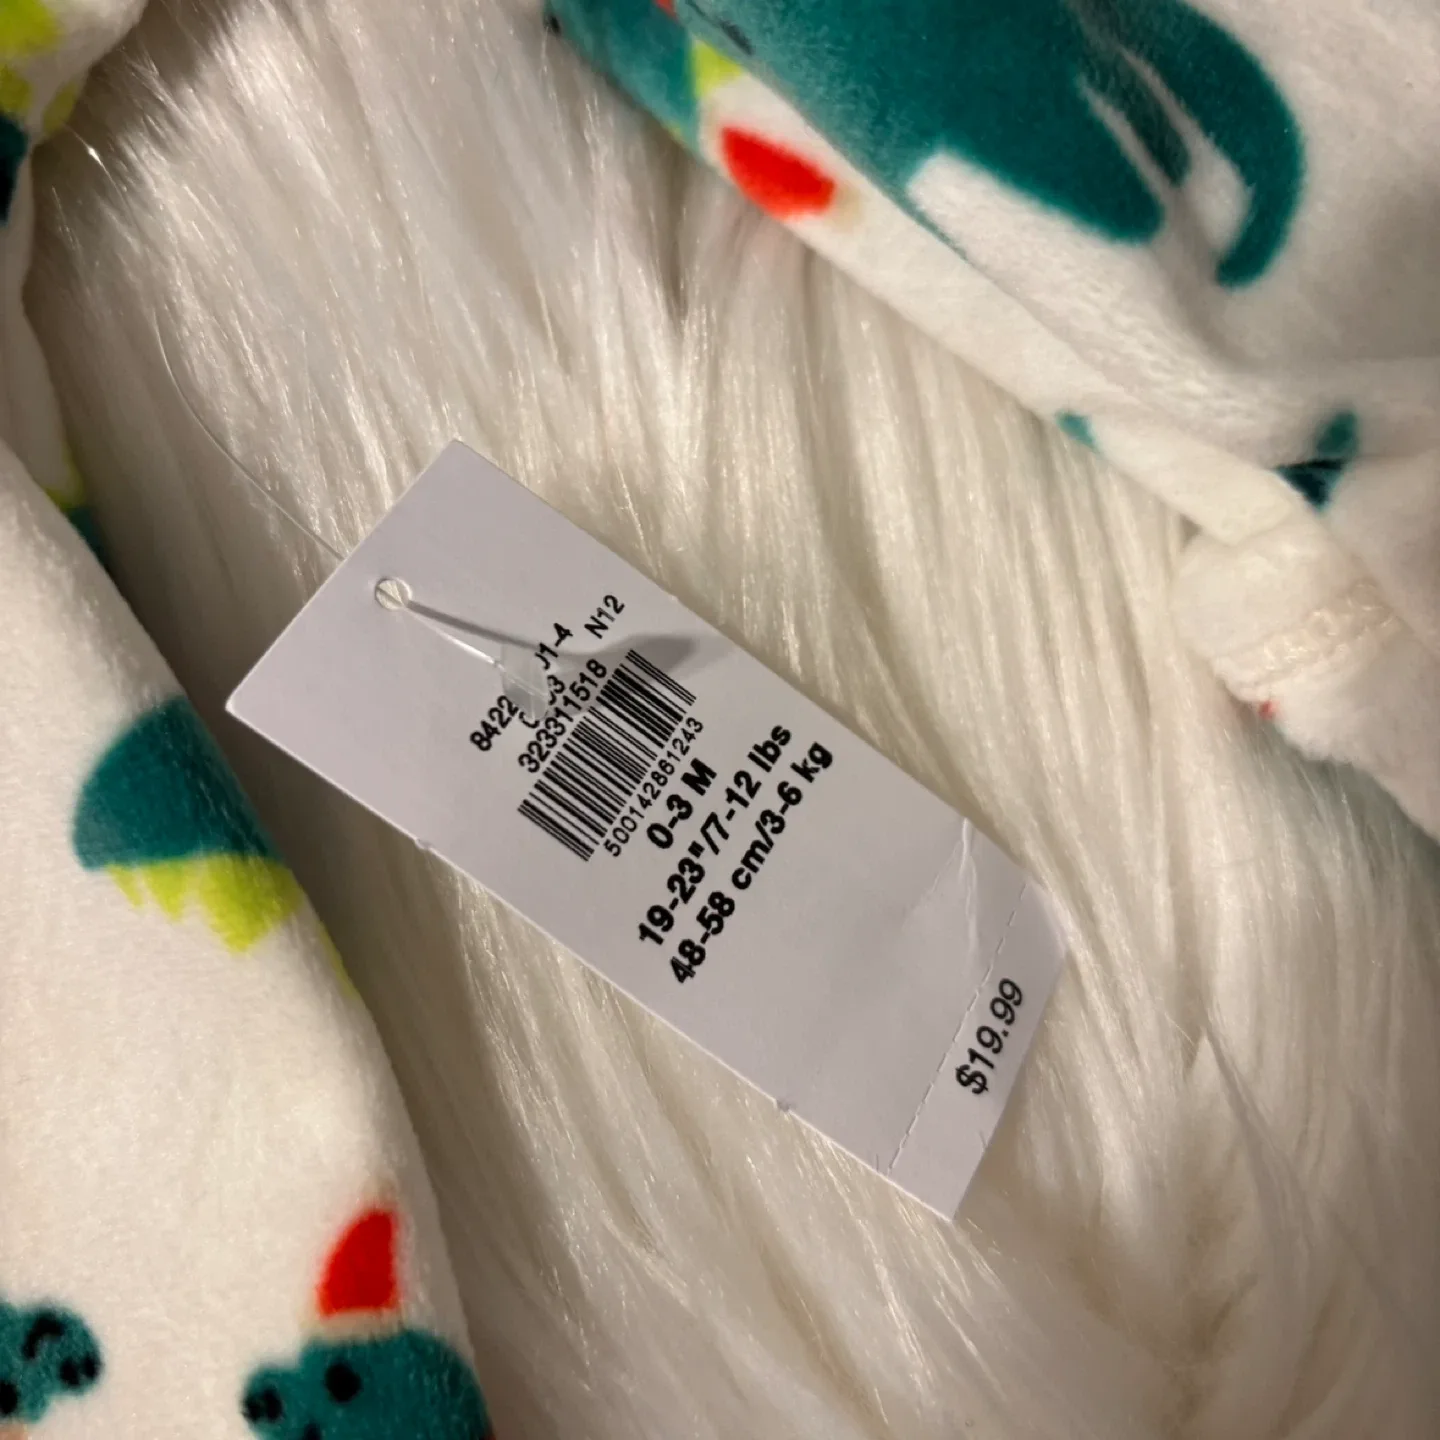 8422 J1-4 N12
323311518
500142861243
0-3 M
19-23"/7-12 lbs
48-58 cm/3-6 kg
$19.99